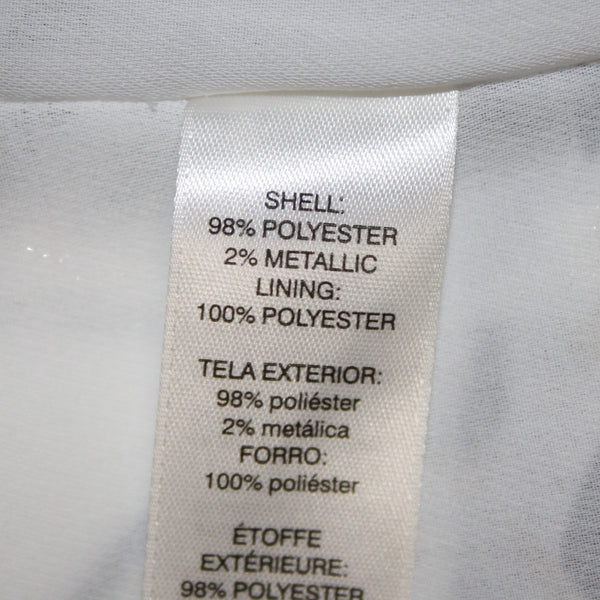 SHELL:
98% POLYESTER
2% METALLIC
LINING:
100% POLYESTER
TELA EXTERIOR:
98% poliéster
2% metálica
FORRO:
100% poliéster
ÉTOFFE
EXTÉRIEURE:
98% POLYESTER